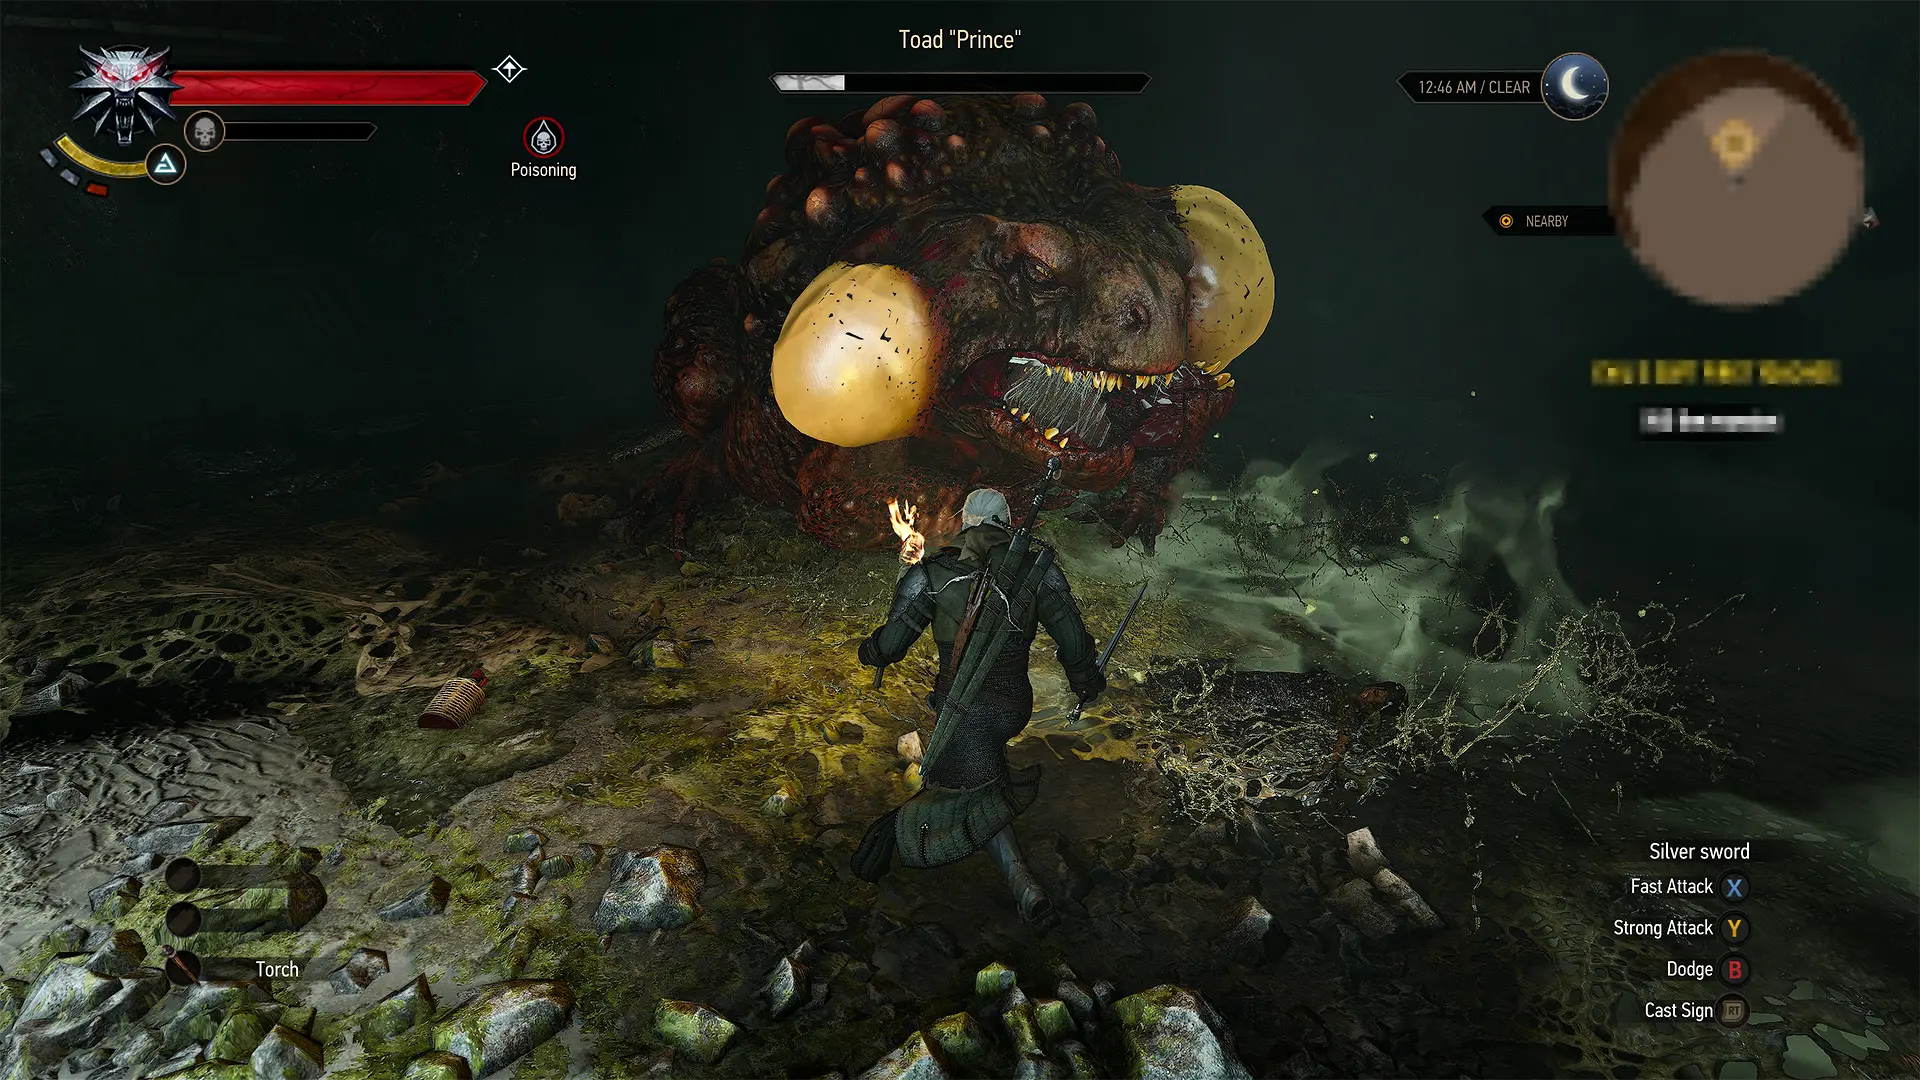 Toad "Prince"
12:46 AM / CLEAR
Poisoning
NEARBY
Silver sword
Fast Attack X
Strong Attack Y
Dodge B
Torch
Cast Sign RT